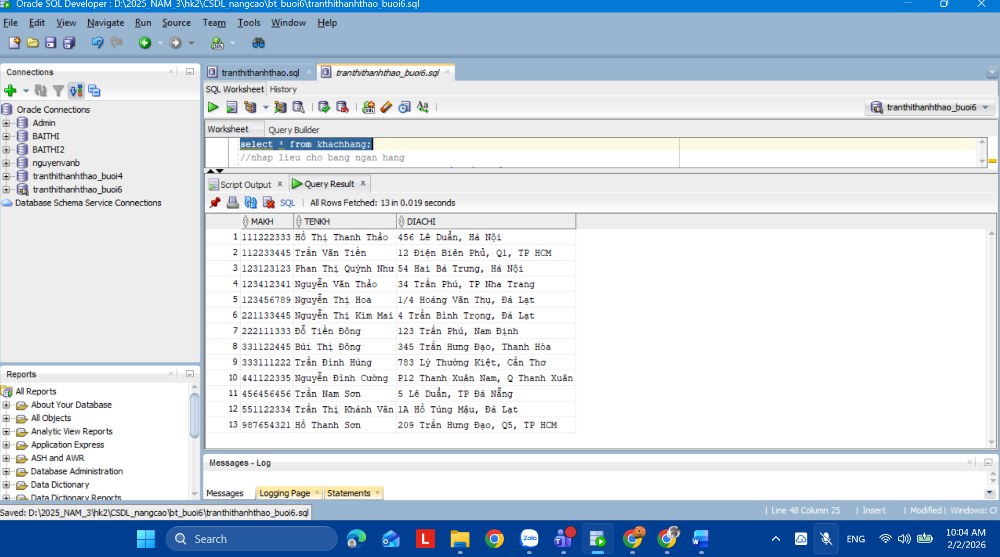 Oracle SQL Developer : D:\2025_NAM_3\hk2\CSDL_nangcao\bt_buoi6\tranthithanhthao_buoi6.sql
File Edit View Navigate Run Source Team Tools Window Help
Connections
Oracle Connections
Admin
BAITHI
BAITHI2
nguyenvanb
tranthithanhthao_buoi4
tranthithanhthao_buoi6
Database Schema Service Connections
Reports
All Reports
About Your Database
All Objects
Analytic View Reports
Application Express
ASH and AWR
Database Administration
Data Dictionary
Data Dictionary Reports
tranthithanhthao.sql tranthithanhthao_buoi6.sql
SQL Worksheet History
tranthithanhthao_buoi6
Worksheet Query Builder
select * from khachhang;
//nhap lieu cho bang ngan hang
Script Output Query Result
SQL | All Rows Fetched: 13 in 0.019 seconds
MAKH TENKH DIACHI
1 111222333 Hồ Thị Thanh Thảo 456 Lê Duẩn, Hà Nội
2 112233445 Trần Văn Tiến 12 Điện Biên Phủ, Q1, TP HCM
3 123123123 Phan Thị Quỳnh Như 54 Hai Bà Trưng, Hà Nội
4 123412341 Nguyễn Văn Thảo 34 Trần Phú, TP Nha Trang
5 123456789 Nguyễn Thị Hoa 1/4 Hoàng Văn Thụ, Đà Lạt
6 221133445 Nguyễn Thị Kim Mai 4 Trần Bình Trọng, Đà Lạt
7 222111333 Đỗ Tiến Đông 123 Trần Phú, Nam Định
8 331122445 Bùi Thị Đông 345 Trần Hưng Đạo, Thanh Hóa
9 333111222 Trần Đình Hùng 783 Lý Thường Kiệt, Cần Thơ
10 441122335 Nguyễn Đình Cường P12 Thanh Xuân Nam, Q Thanh Xuân
11 456456456 Trần Nam Sơn 5 Lê Duẩn, TP Đà Nẵng
12 551122334 Trần Thị Khánh Vân 1A Hồ Tùng Mậu, Đà Lạt
13 987654321 Hồ Thanh Sơn 209 Trần Hưng Đạo, Q5, TP HCM
Messages - Log
Messages Logging Page Statements
Saved: D:\2025_NAM_3\hk2\CSDL_nangcao\bt_buoi6\tranthithanhthao_buoi6.sql
| Line 48 Column 25 | Insert | Modified | Windows: CR
Search
Zalo
ENG
10:04 AM
2/2/2026